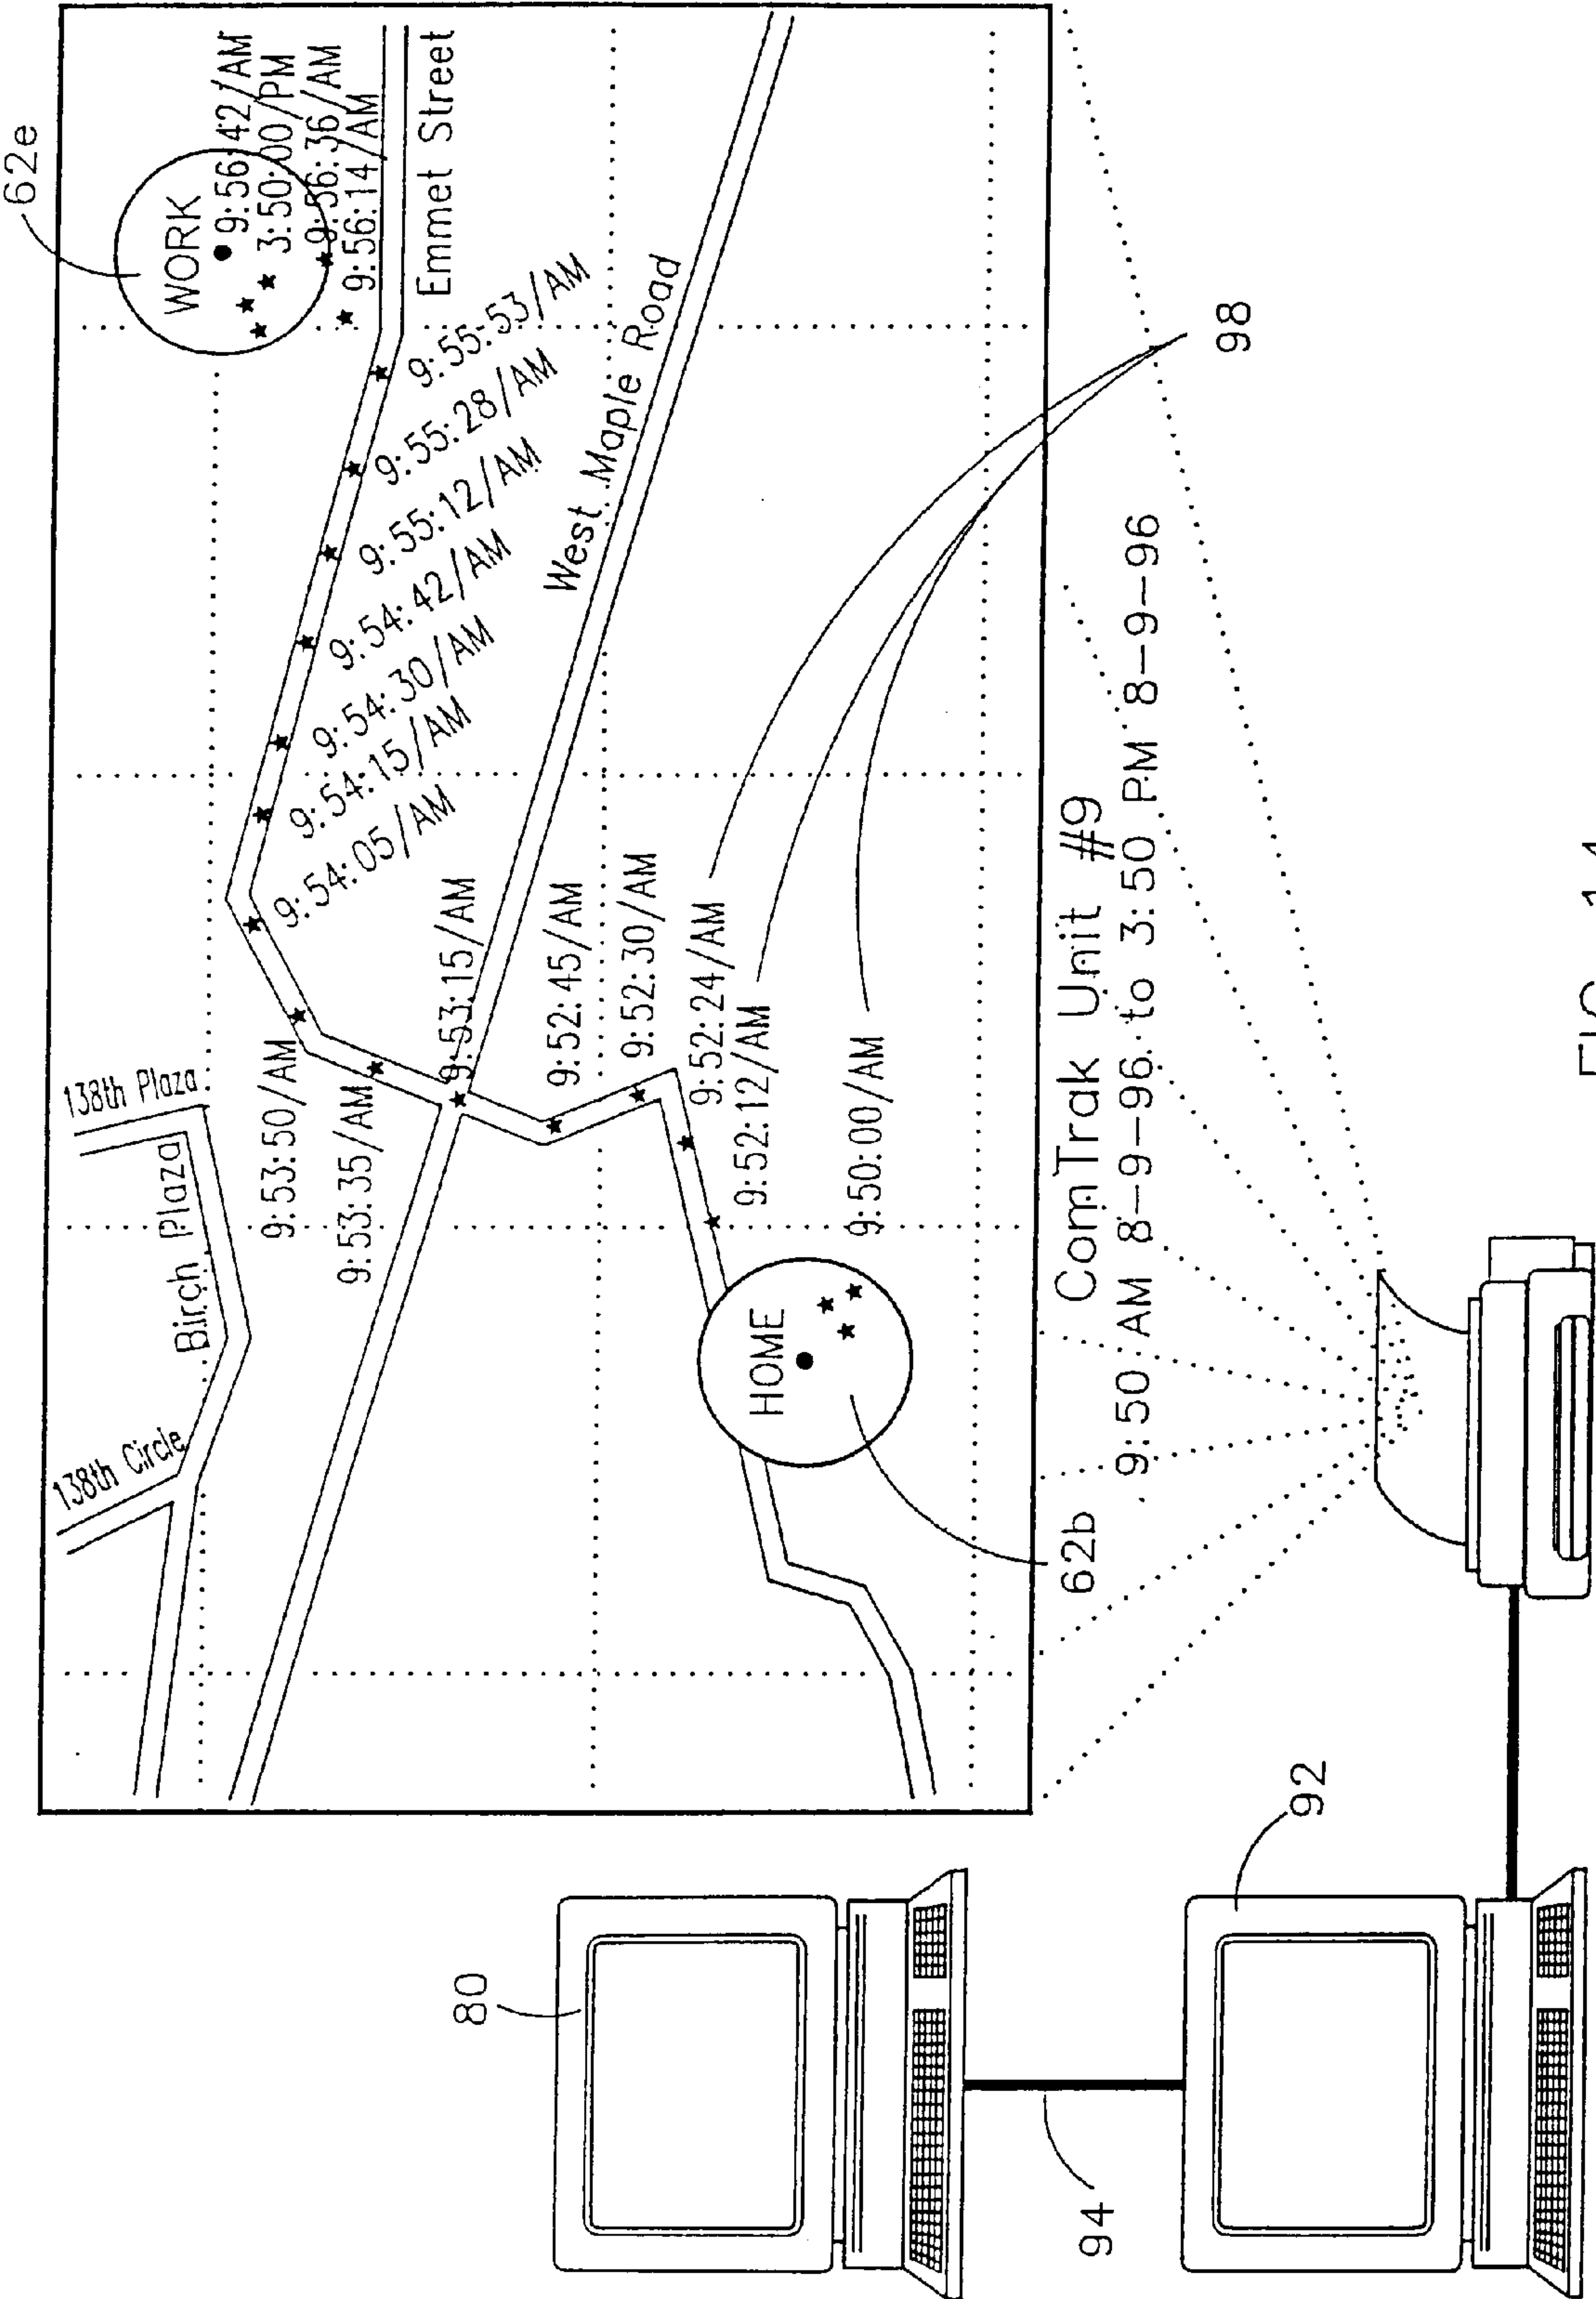 62e
WORK
9:56:42/AM
3:50:00/PM
9:56:36/AM
9:56:14/AM
Emmet Street
138th Plaza
138th Circle
Birch Plaza
9:55:53/AM
9:55:28/AM
9:55:12/AM
9:54:42/AM
9:54:30/AM
9:54:15/AM
9:54:05/AM
9:53:50/AM
9:53:35/AM
West Maple Road
9:53:15/AM
9:52:45/AM
9:52:30/AM
9:52:24/AM
9:52:12/AM
9:50:00/AM
HOME
98
62b
ComTrak Unit #9
9:50 AM 8-9-96 to 3:50 PM 8-9-96
80
94
92